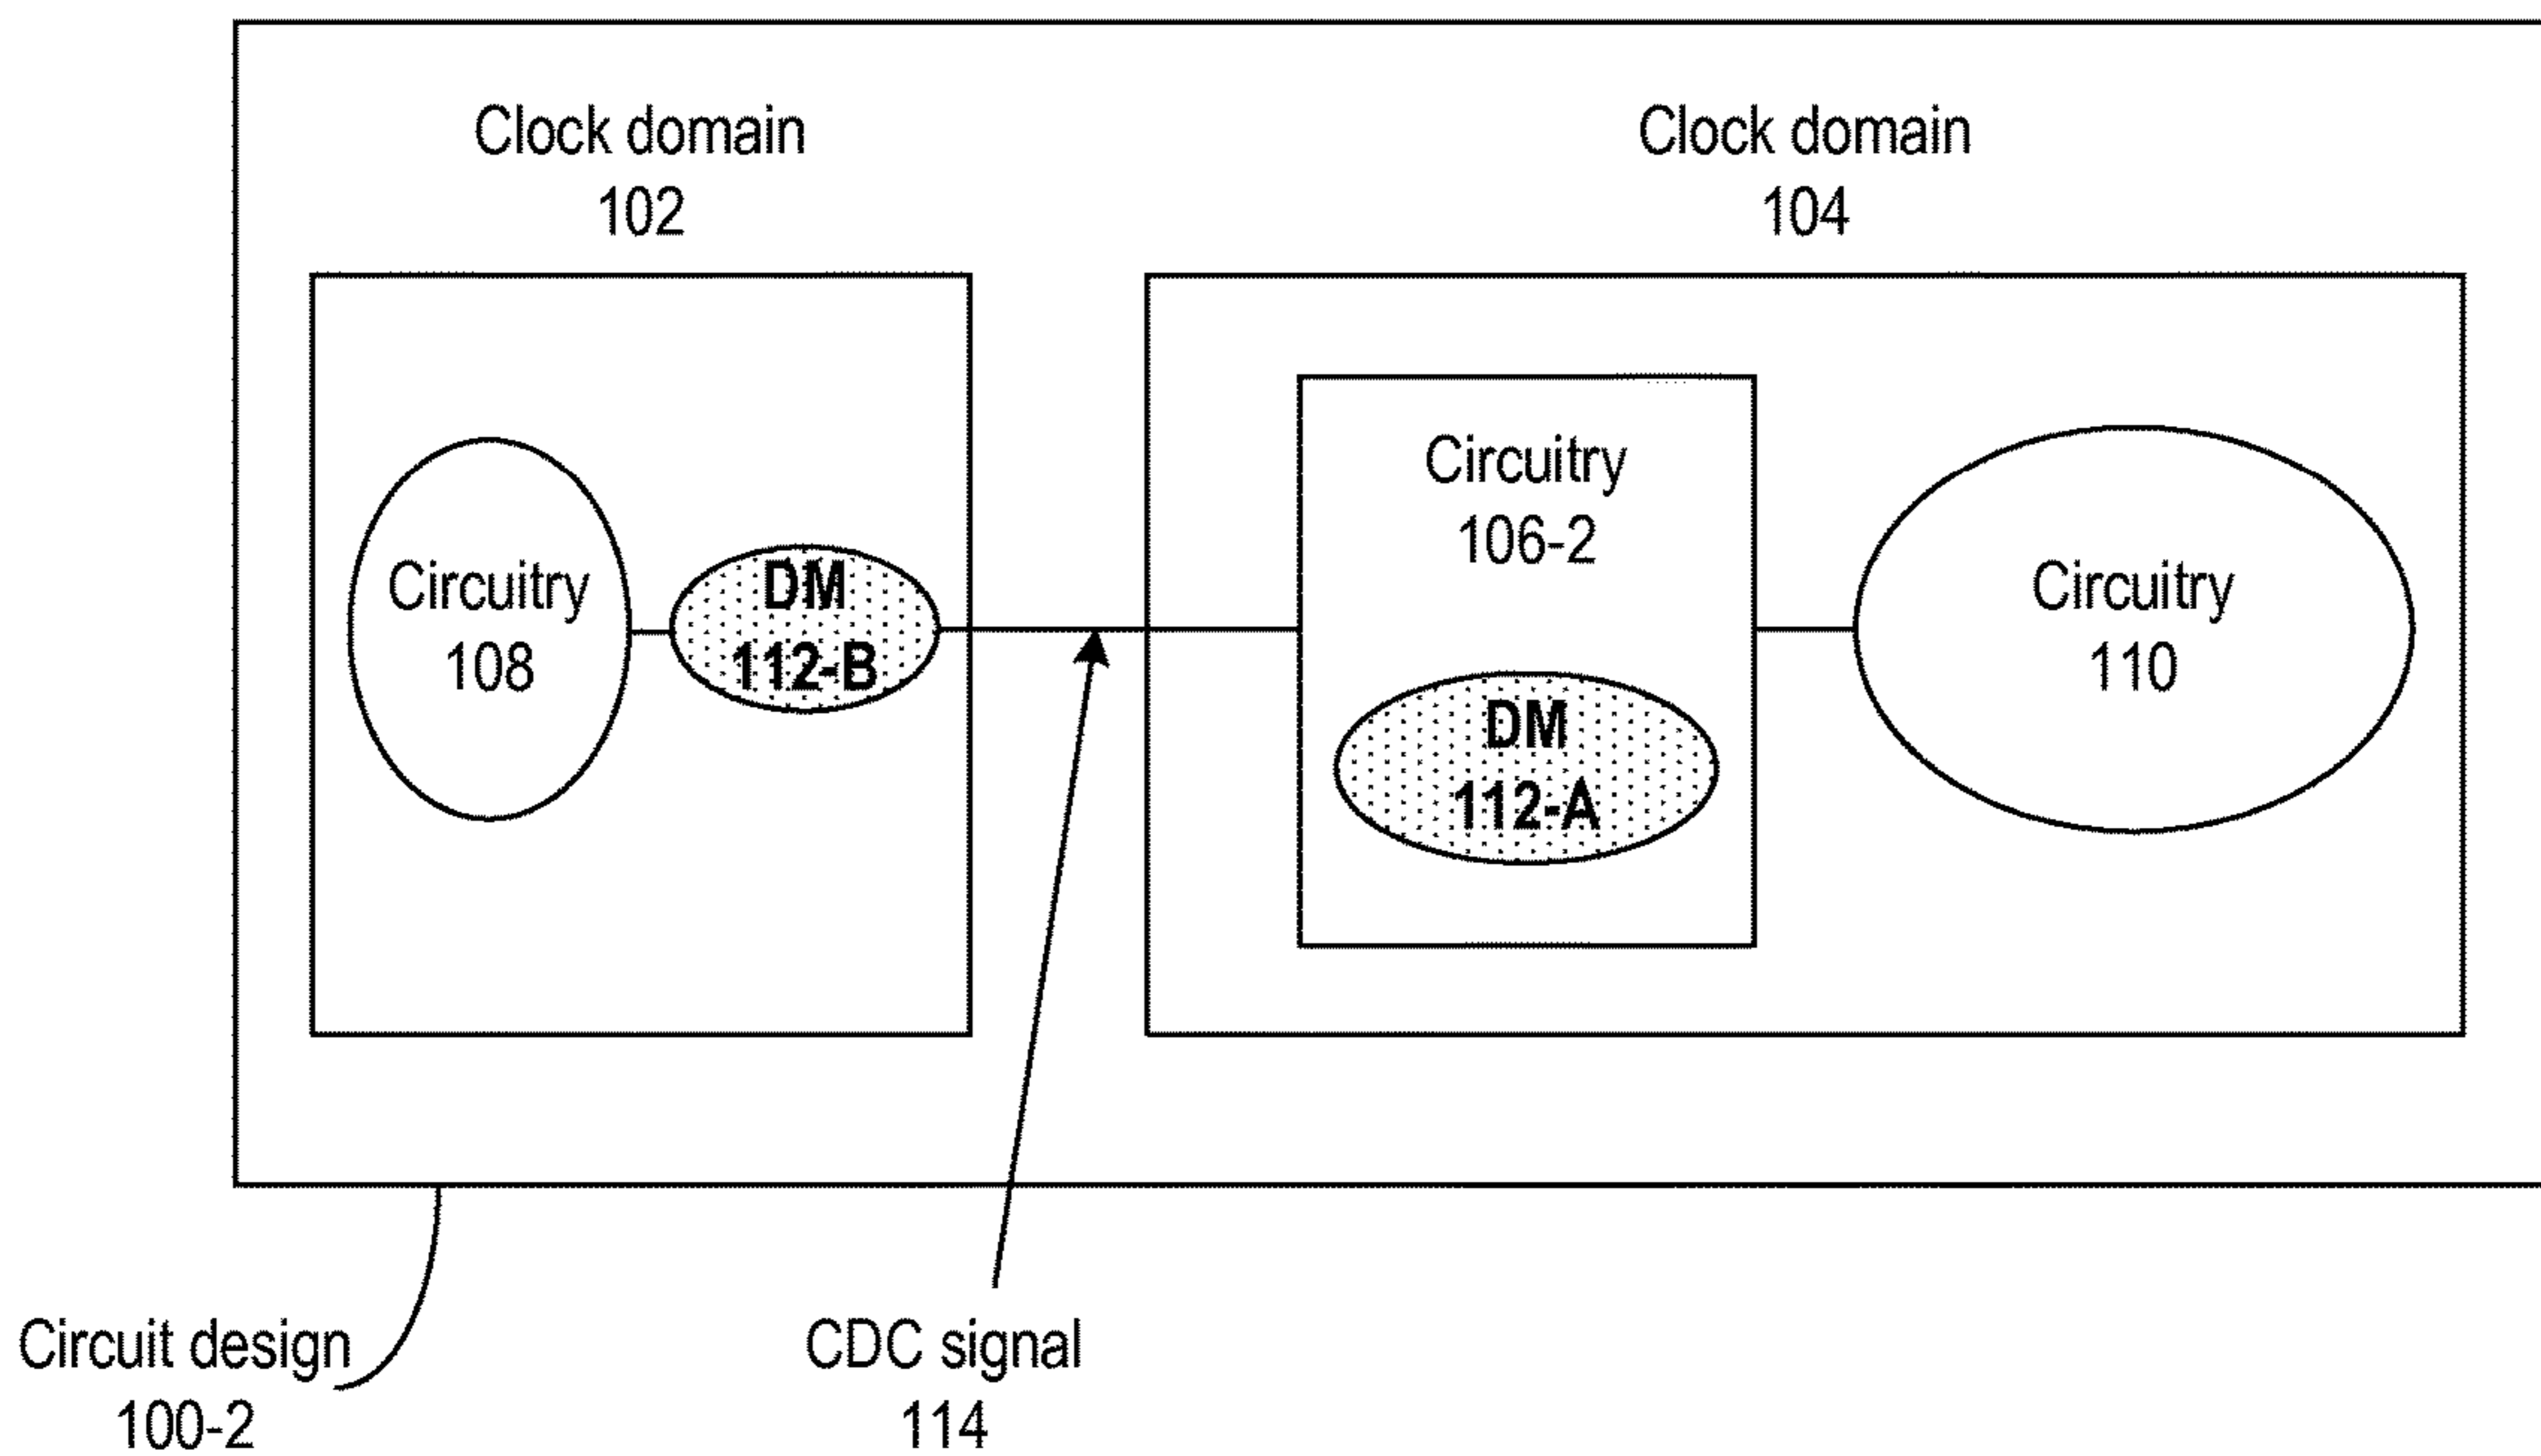 Clock domain
102
Clock domain
104
Circuitry
108
DM
112-B
Circuitry
106-2
DM
112-A
Circuitry
110
Circuit design
100-2
CDC signal
114